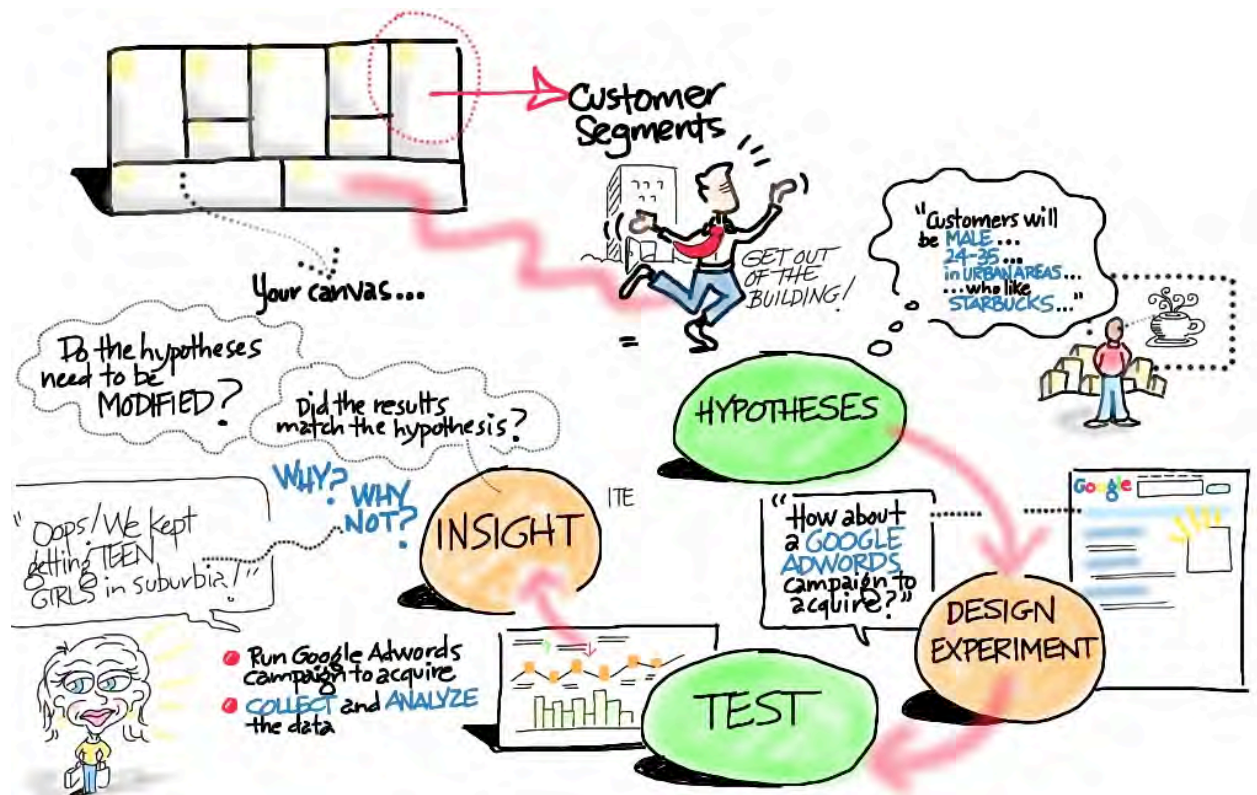 Customer
Segments
GET OUT
OF THE
BUILDING!
"Customers will
be MALE...
24-35...
in URBAN AREAS...
...who like
STARBUCKS..."
Your canvas...
Do the hypotheses
need to be
MODIFIED?
Did the results
match the hypothesis?
HYPOTHESES
WHY?
WHY
NOT?
"Oops! We kept
getting TEEN
GIRLS in suburbia!"
INSIGHT
ITE
"How about
a GOOGLE
ADWORDS
campaign to
acquire?"
Google
DESIGN
EXPERIMENT
Run Google Adwords
campaign to acquire
COLLECT and ANALYZE
the data
TEST